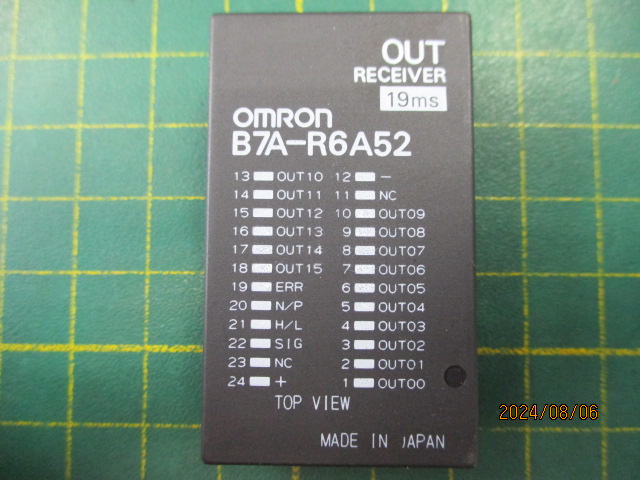 OUT
RECEIVER
19ms
OMRON
B7A-R6A52
13 OUT10 12 -
14 OUT11 11 NC
15 OUT12 10 OUT09
16 OUT13 9 OUT08
17 OUT14 8 OUT07
18 OUT15 7 OUT06
19 ERR 6 OUT05
20 N/P 5 OUT04
21 H/L 4 OUT03
22 SIG 3 OUT02
23 NC 2 OUT01
24 + 1 OUT00
TOP VIEW
MADE IN JAPAN
2024/08/06